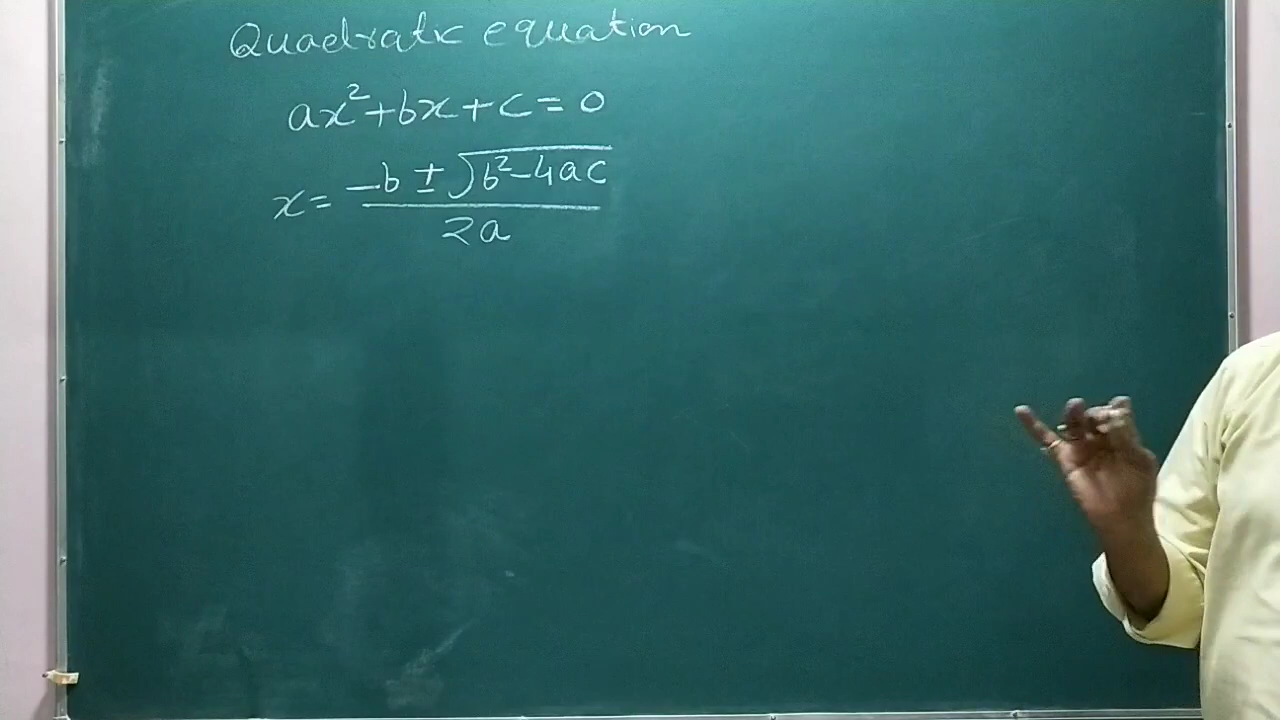 Quadratic equation
ax²+bx+c=0
x= (-b ± √(b²-4ac))/(2a)